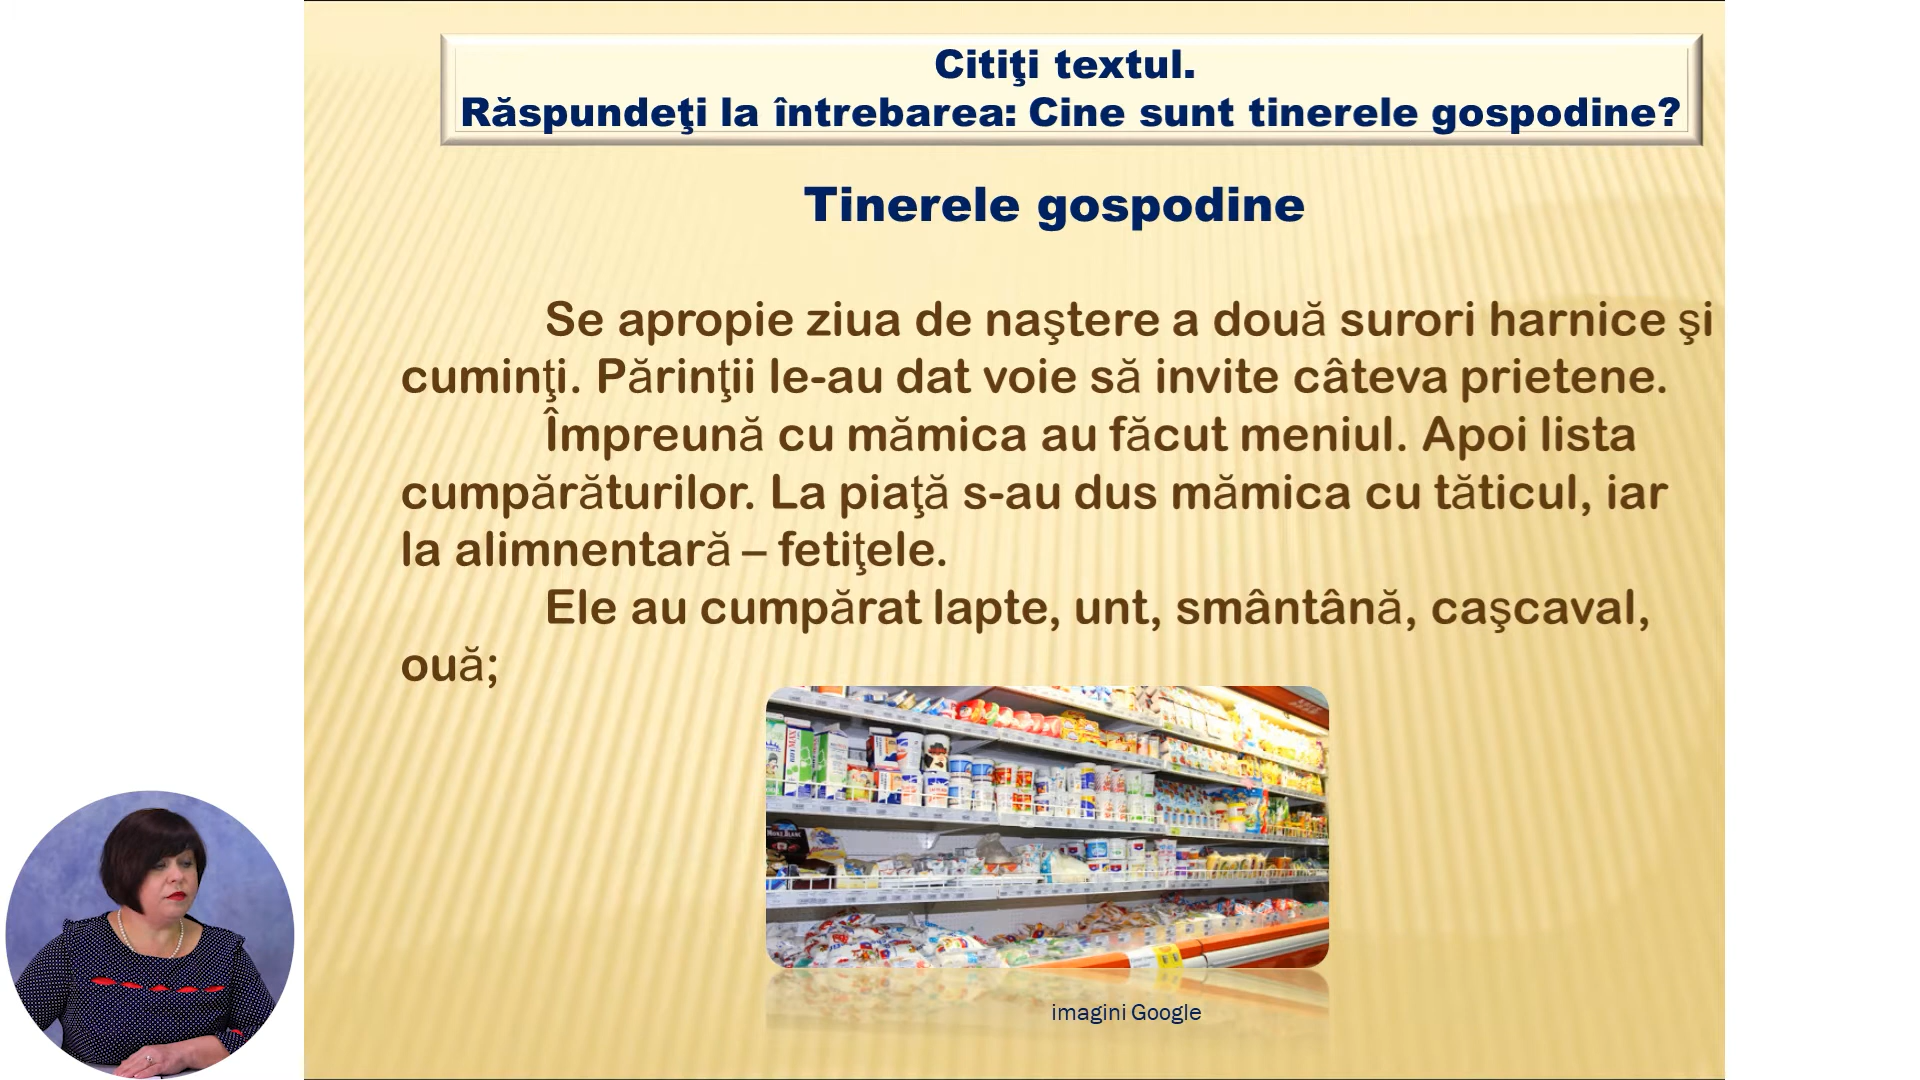 Citiţi textul.
Răspundeţi la întrebarea: Cine sunt tinerele gospodine?
Tinerele gospodine
Se apropie ziua de naştere a două surori harnice şi
cuminţi. Părinţii le-au dat voie să invite câteva prietene.
Împreună cu mămica au făcut meniul. Apoi lista
cumpărăturilor. La piaţă s-au dus mămica cu tăticul, iar
la alimnentară – fetiţele.
Ele au cumpărat lapte, unt, smântână, caşcaval,
ouă;
imagini Google